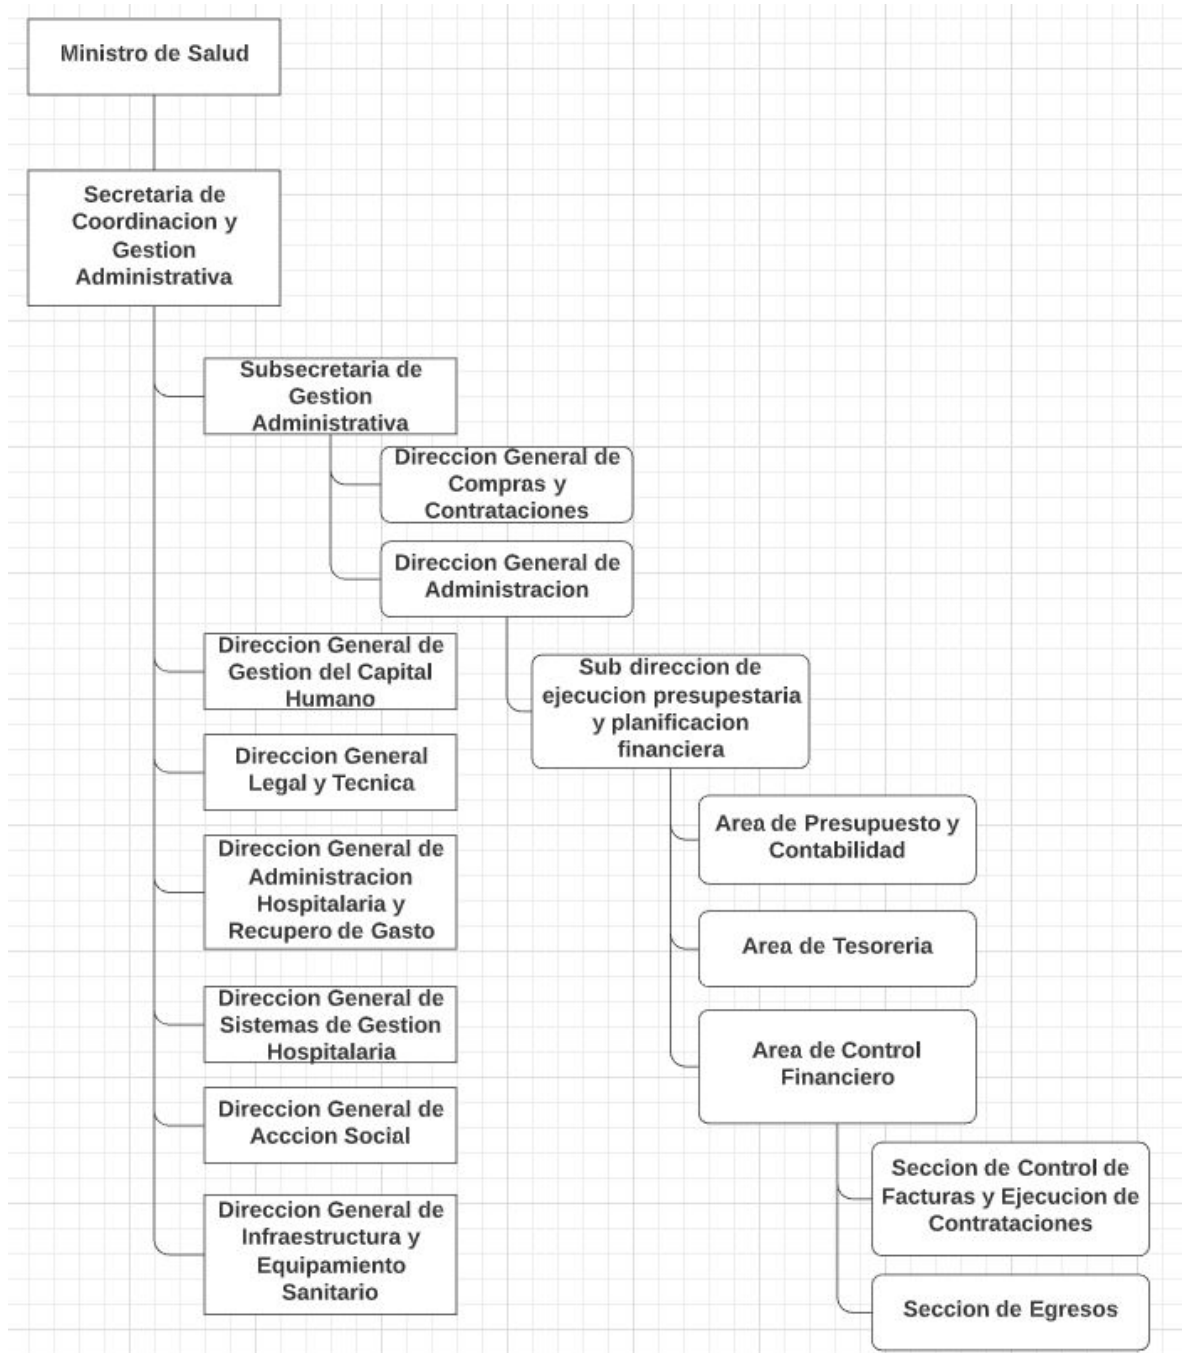 Ministro de Salud
Secretaria de
Coordinacion y
Gestion
Administrativa
Subsecretaria de
Gestion
Administrativa
Direccion General de
Compras y
Contrataciones
Direccion General de
Administracion
Direccion General de
Gestion del Capital
Humano
Sub direccion de
ejecucion presupestaria
y planificacion
financiera
Direccion General
Legal y Tecnica
Area de Presupuesto y
Contabilidad
Direccion General de
Administracion
Hospitalaria y
Recupero de Gasto
Area de Tesoreria
Direccion General de
Sistemas de Gestion
Hospitalaria
Area de Control
Financiero
Direccion General de
Acccion Social
Seccion de Control de
Facturas y Ejecucion de
Contrataciones
Direccion General de
Infraestructura y
Equipamiento
Sanitario
Seccion de Egresos